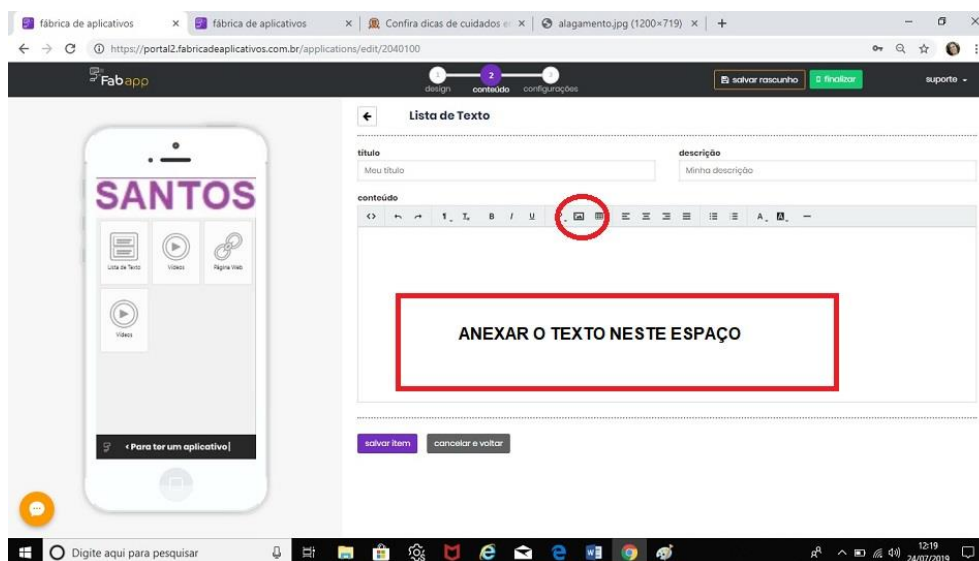 fábrica de aplicativos
fábrica de aplicativos
Confira dicas de cuidados e
alagamento.jpg (1200×719)
https://portal2.fabricadeaplicativos.com.br/applications/edit/2040100
Fabapp
1
2
3
design
conteúdo
configurações
salvar rascunho
finalizar
suporte
Lista de Texto
título
descrição
Meu título
Minha descrição
conteúdo
SANTOS
Lista de Texto
Vídeos
Página Web
Vídeos
ANEXAR O TEXTO NESTE ESPAÇO
< Para ter um aplicativo|
salvar item
cancelar e voltar
Digite aqui para pesquisar
12:19
24/07/2019